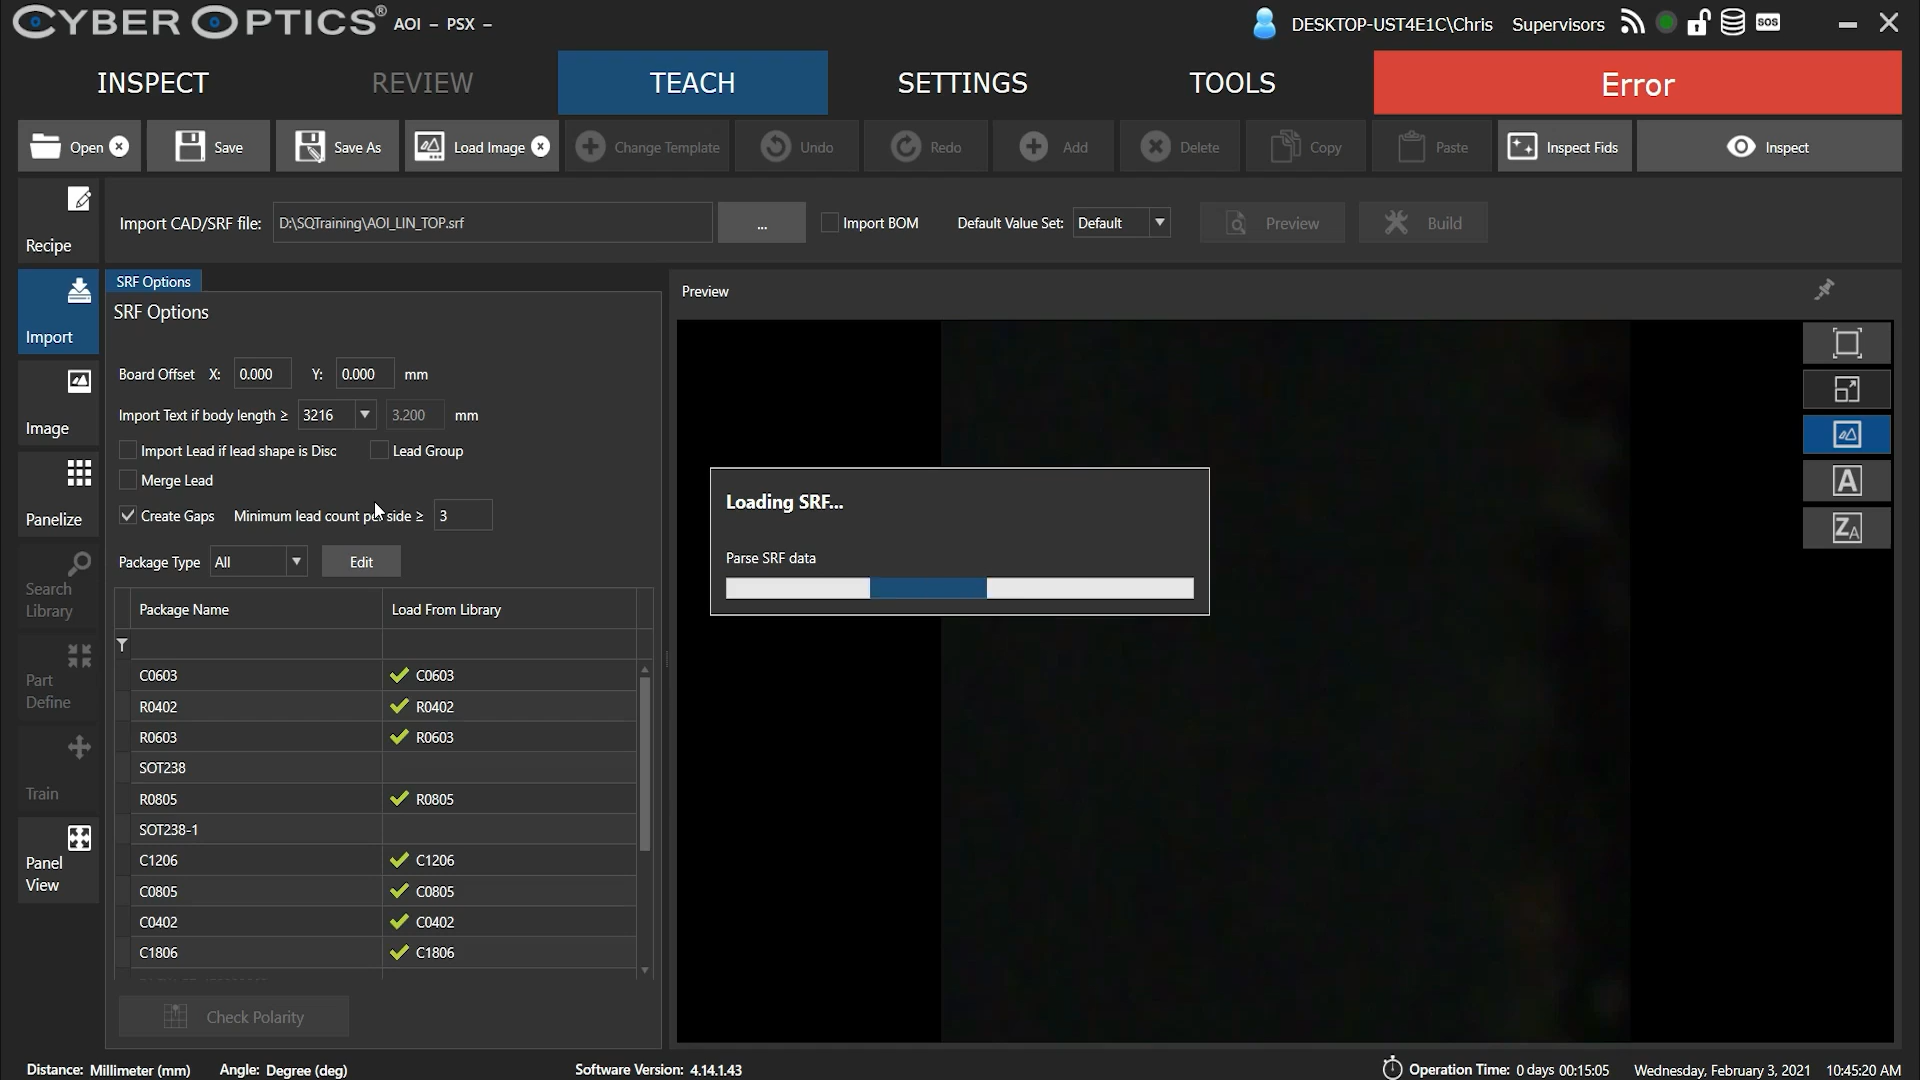 CYBER OPTICS® AOI – PSX –
DESKTOP-UST4E1C\Chris Supervisors SOS
INSPECT REVIEW TEACH SETTINGS TOOLS Error
Open Save Save As Load Image Change Template Undo Redo Add Delete Copy Paste Inspect Fids Inspect
Recipe
Import CAD/SRF file: D:\SQTraining\AOI_LIN_TOP.srf ... Import BOM Default Value Set: Default Preview Build
Import
Image
Panelize
Search Library
Part Define
Train
Panel View
SRF Options
SRF Options
Board Offset X: 0.000 Y: 0.000 mm
Import Text if body length ≥ 3216 3.200 mm
Import Lead if lead shape is Disc Lead Group
Merge Lead
Create Gaps Minimum lead count per side ≥ 3
Package Type All Edit
Package Name Load From Library
C0603 C0603
R0402 R0402
R0603 R0603
SOT238
R0805 R0805
SOT238-1
C1206 C1206
C0805 C0805
C0402 C0402
C1806 C1806
Check Polarity
Preview
Loading SRF...
Parse SRF data
A
ZA
Distance: Millimeter (mm) Angle: Degree (deg) Software Version: 4.14.1.43 Operation Time: 0 days 00:15:05 Wednesday, February 3, 2021 10:45:20 AM